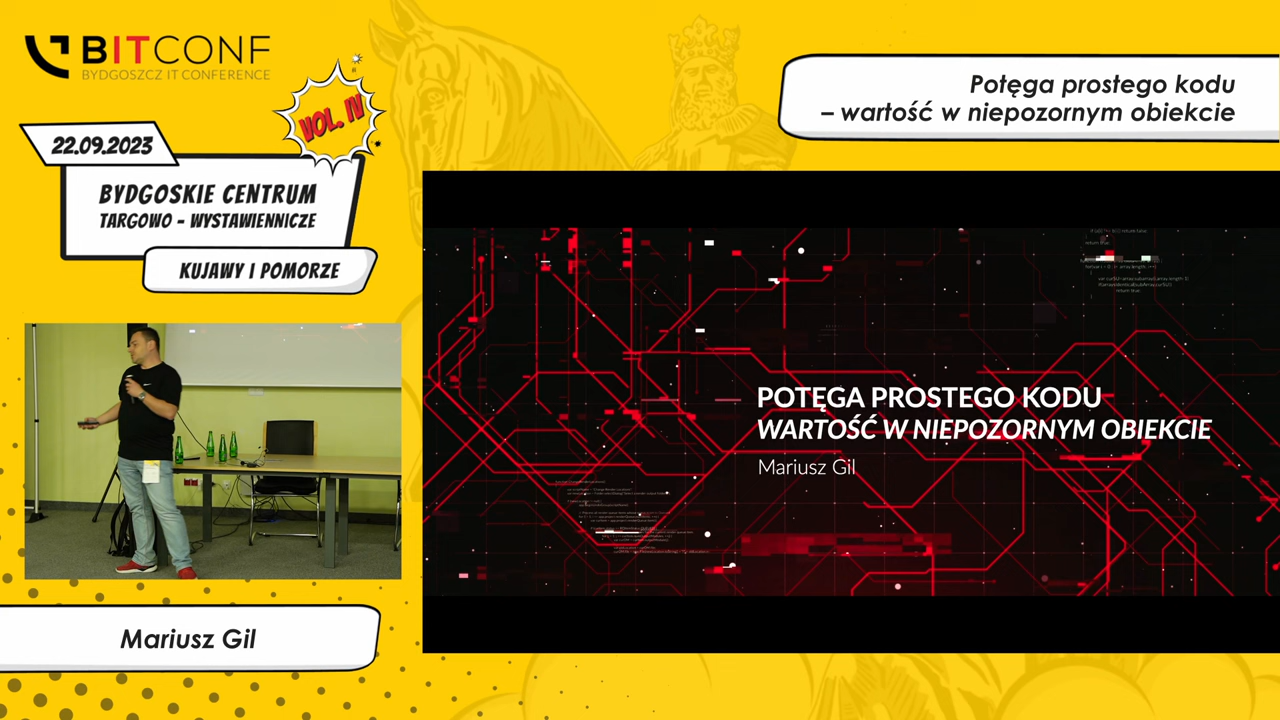 BITCONF
BYDGOSZCZ IT CONFERENCE
VOL. IV
22.09.2023
BYDGOSKIE CENTRUM
TARGOWO - WYSTAWIENNICZE
KUJAWY I POMORZE
Potęga prostego kodu
– wartość w niepozornym obiekcie
POTĘGA PROSTEGO KODU
WARTOŚĆ W NIEPOZORNYM OBIEKCIE
Mariusz Gil
Mariusz Gil